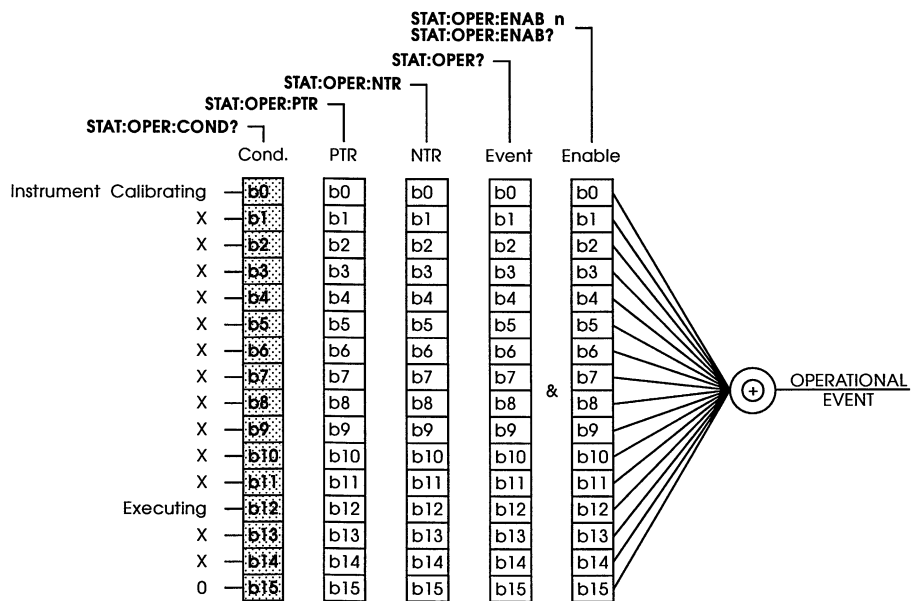 STAT:OPER:ENAB n
STAT:OPER:ENAB?
STAT:OPER?
STAT:OPER:NTR
STAT:OPER:PTR
STAT:OPER:COND?
Cond. PTR NTR Event Enable
Instrument Calibrating b0 b0 b0 b0 b0
X b1 b1 b1 b1 b1
X b2 b2 b2 b2 b2
X b3 b3 b3 b3 b3
X b4 b4 b4 b4 b4
X b5 b5 b5 b5 b5
X b6 b6 b6 b6 b6
X b7 b7 b7 b7 b7
& + OPERATIONAL
EVENT
X b8 b8 b8 b8 b8
X b9 b9 b9 b9 b9
X b10 b10 b10 b10 b10
X b11 b11 b11 b11 b11
Executing b12 b12 b12 b12 b12
X b13 b13 b13 b13 b13
X b14 b14 b14 b14 b14
0 b15 b15 b15 b15 b15